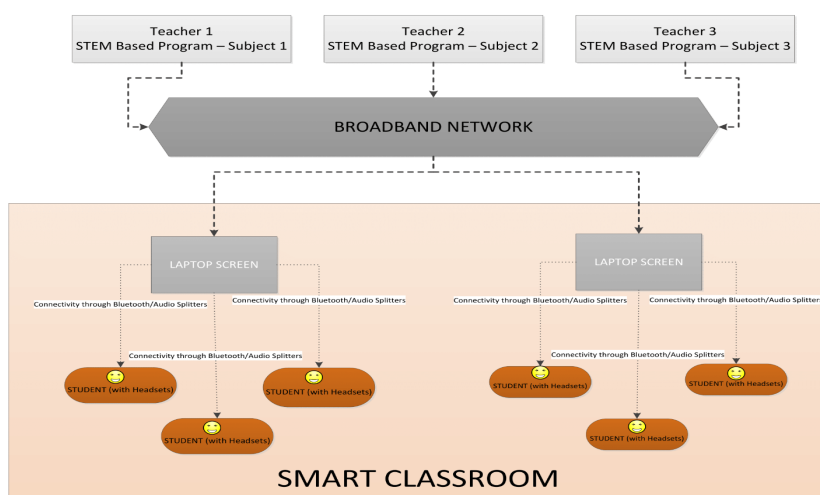 Teacher 1
STEM Based Program – Subject 1
Teacher 2
STEM Based Program – Subject 2
Teacher 3
STEM Based Program – Subject 3
BROADBAND NETWORK
LAPTOP SCREEN
LAPTOP SCREEN
Connectivity through Bluetooth/Audio Splitters
Connectivity through Bluetooth/Audio Splitters
Connectivity through Bluetooth/Audio Splitters
Connectivity through Bluetooth/Audio Splitters
Connectivity through Bluetooth/Audio Splitters
Connectivity through Bluetooth/Audio Splitters
STUDENT (with Headsets)
STUDENT (with Headsets)
STUDENT (with Headsets)
STUDENT (with Headsets)
STUDENT (with Headsets)
STUDENT (with Headsets)
SMART CLASSROOM